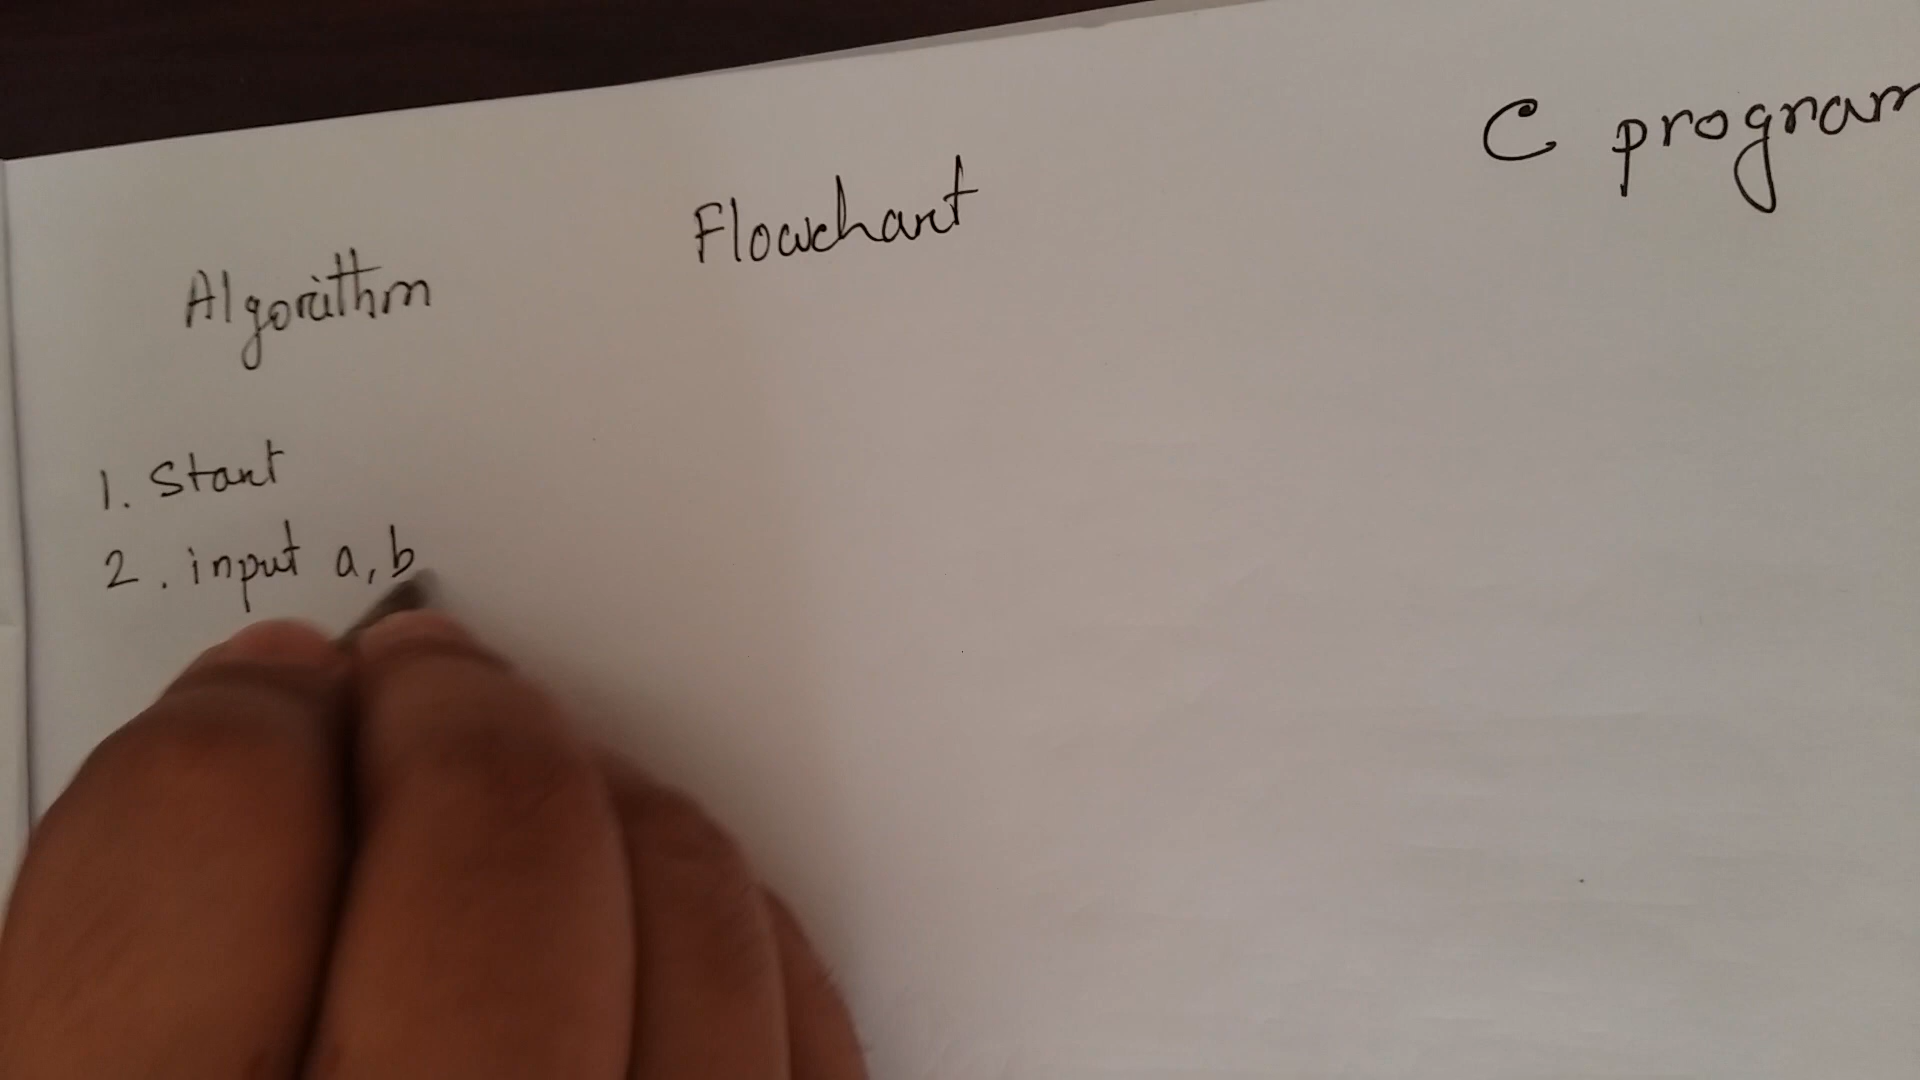 Algorithm
Flowchart
C program
1. Start
2. input a, b